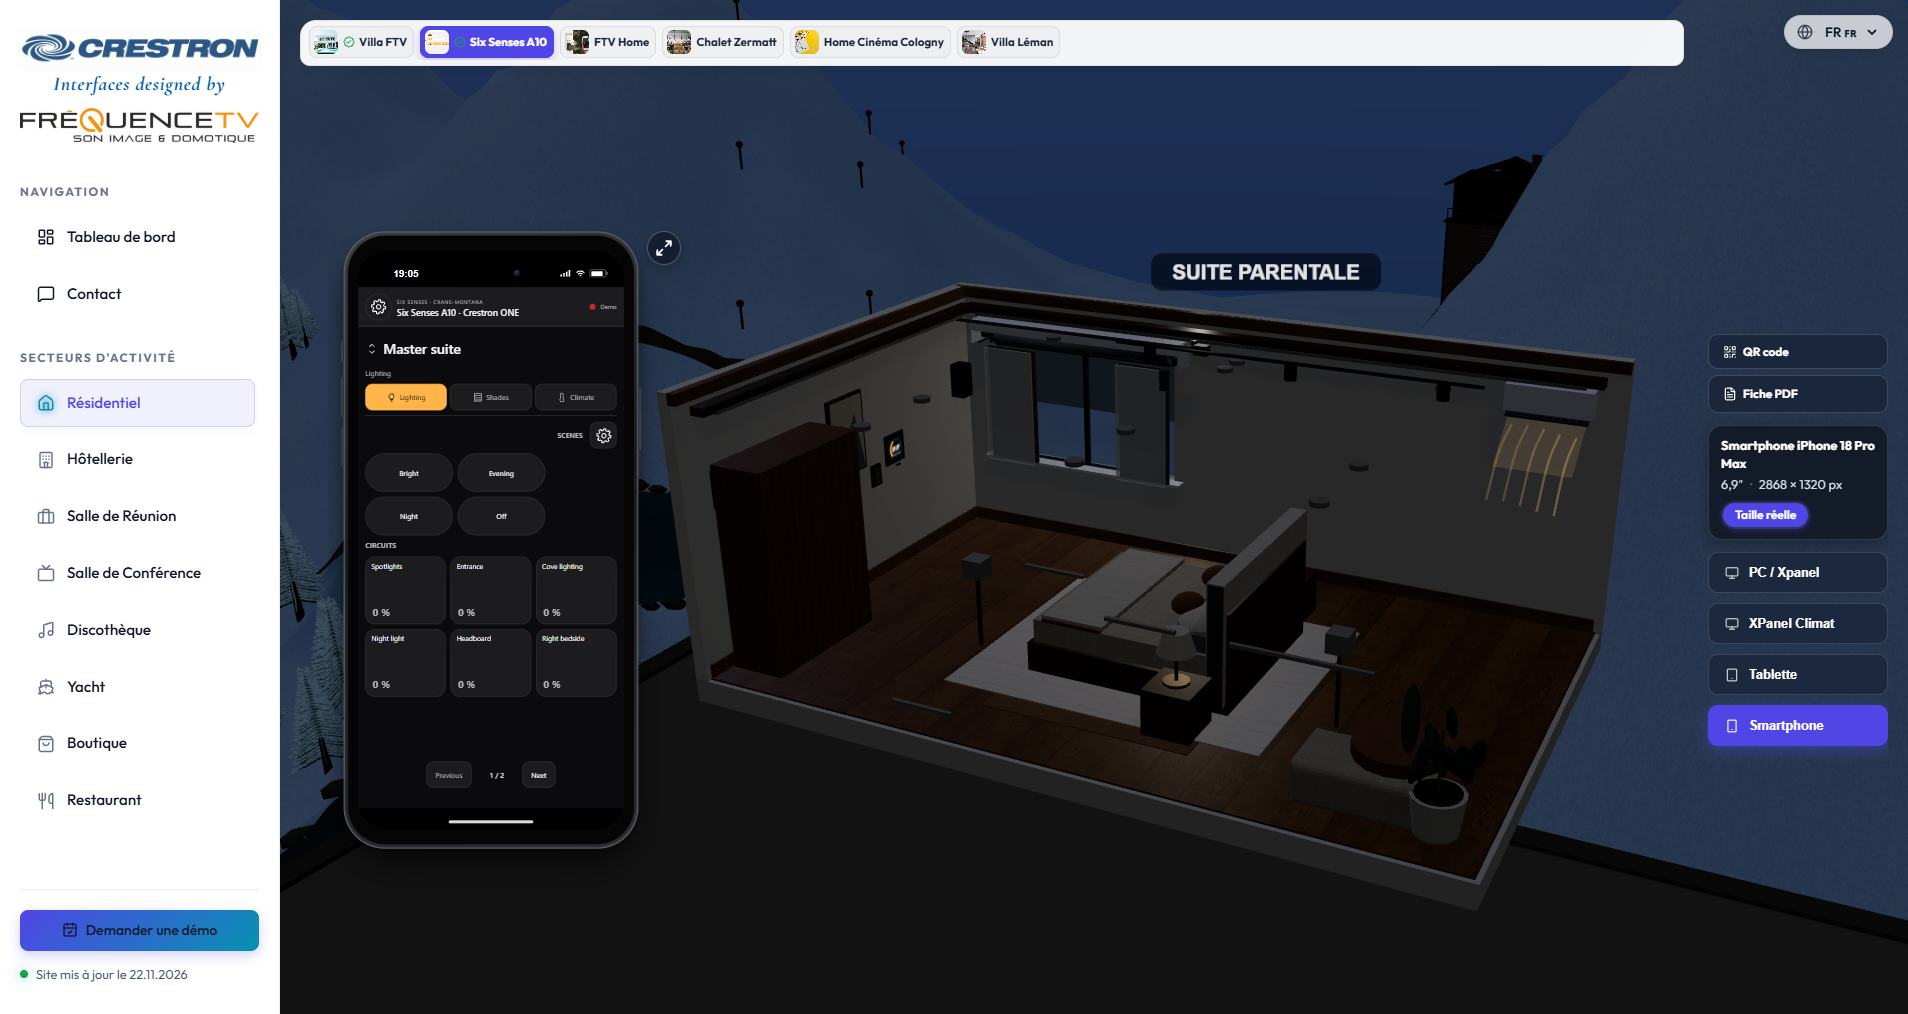 CRESTRON
Interfaces designed by
FRÉQUENCETV
SON IMAGE & DOMOTIQUE
NAVIGATION
Tableau de bord
Contact
SECTEURS D'ACTIVITÉ
Résidentiel
Hôtellerie
Salle de Réunion
Salle de Conférence
Discothèque
Yacht
Boutique
Restaurant
Demander une démo
Site mis à jour le 22.11.2026
Villa FTV
Six Senses A10
FTV Home
Chalet Zermatt
Home Cinéma Cologny
Villa Léman
FR FR
19:05
SIX SENSES - CRANS-MONTANA
Six Senses A10 - Crestron ONE
Demo
Master suite
Lighting
Lighting
Shades
Climate
SCENES
Bright
Evening
Night
Off
CIRCUITS
Spotlights
Entrance
Cove lighting
0 %
0 %
0 %
Night light
Headboard
Right bedside
0 %
0 %
0 %
Previous
1 / 2
Next
SUITE PARENTALE
QR code
Fiche PDF
Smartphone iPhone 18 Pro
Max
6,9" · 2868 × 1320 px
Taille réelle
PC / Xpanel
XPanel Climat
Tablette
Smartphone